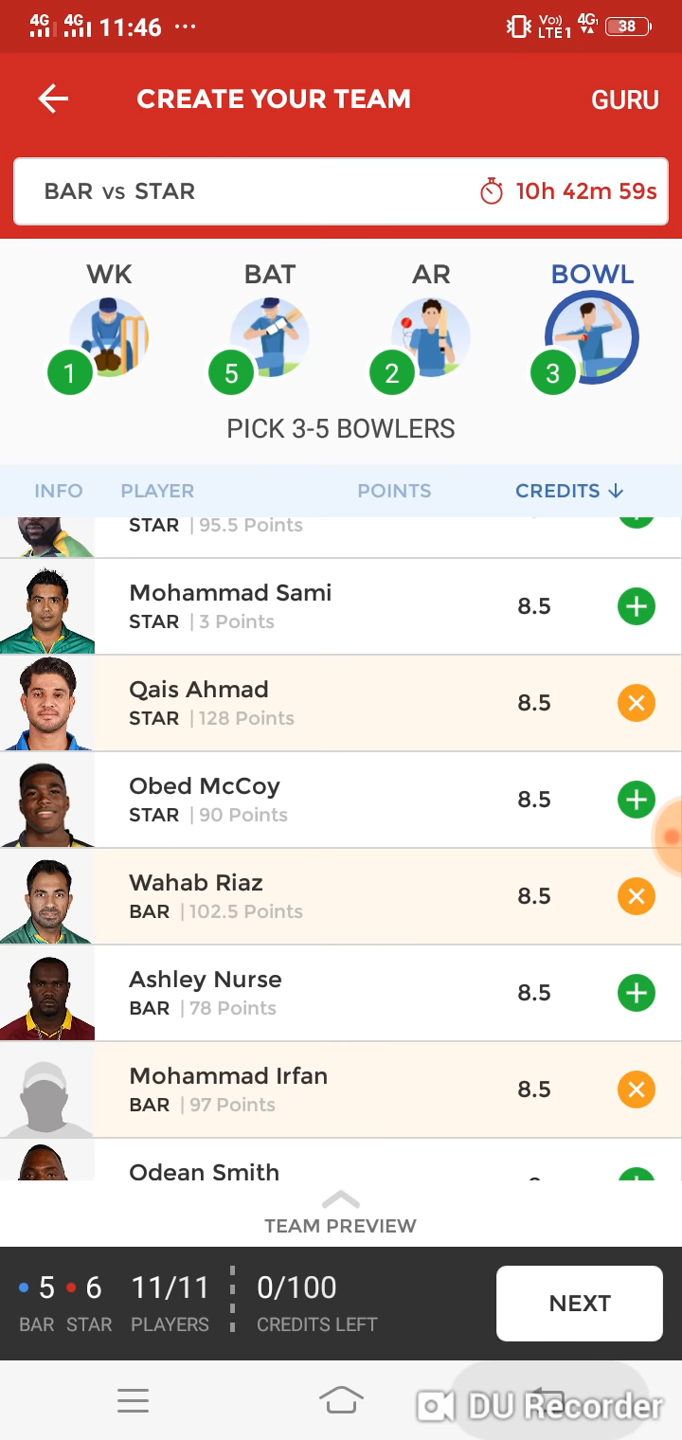 4G 4G 11:46 ... Vo)) LTE1 4G 38
CREATE YOUR TEAM GURU
BAR vs STAR 10h 42m 59s
WK BAT AR BOWL
1 5 2 3
PICK 3-5 BOWLERS
INFO PLAYER POINTS CREDITS ↓
STAR | 95.5 Points
Mohammad Sami
STAR | 3 Points 8.5
Qais Ahmad
STAR | 128 Points 8.5
Obed McCoy
STAR | 90 Points 8.5
Wahab Riaz
BAR | 102.5 Points 8.5
Ashley Nurse
BAR | 78 Points 8.5
Mohammad Irfan
BAR | 97 Points 8.5
Odean Smith
TEAM PREVIEW
5 6 11/11 0/100 NEXT
BAR STAR PLAYERS CREDITS LEFT
DU Recorder